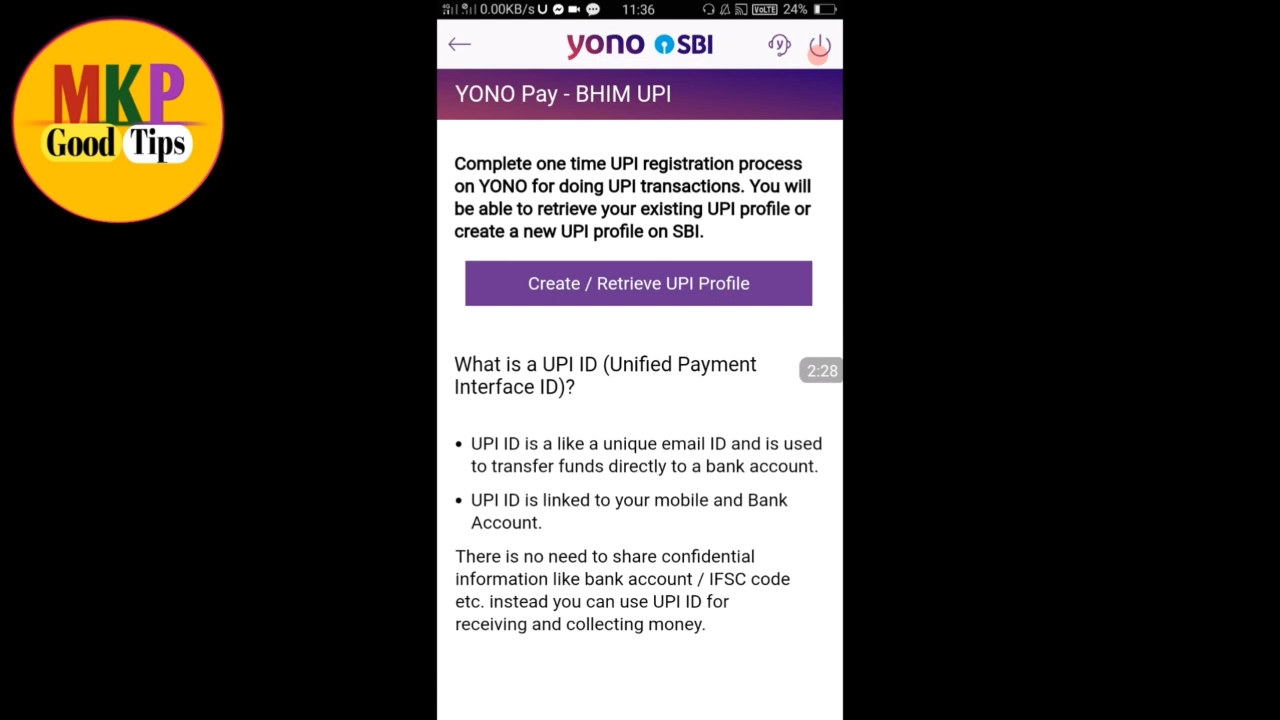 0.00KB/s U 11:36 VoLTE 24%
MKP
Good Tips
yono SBI
YONO Pay - BHIM UPI
Complete one time UPI registration process
on YONO for doing UPI transactions. You will
be able to retrieve your existing UPI profile or
create a new UPI profile on SBI.
Create / Retrieve UPI Profile
What is a UPI ID (Unified Payment
Interface ID)?
2:28
• UPI ID is a like a unique email ID and is used
to transfer funds directly to a bank account.
• UPI ID is linked to your mobile and Bank
Account.
There is no need to share confidential
information like bank account / IFSC code
etc. instead you can use UPI ID for
receiving and collecting money.